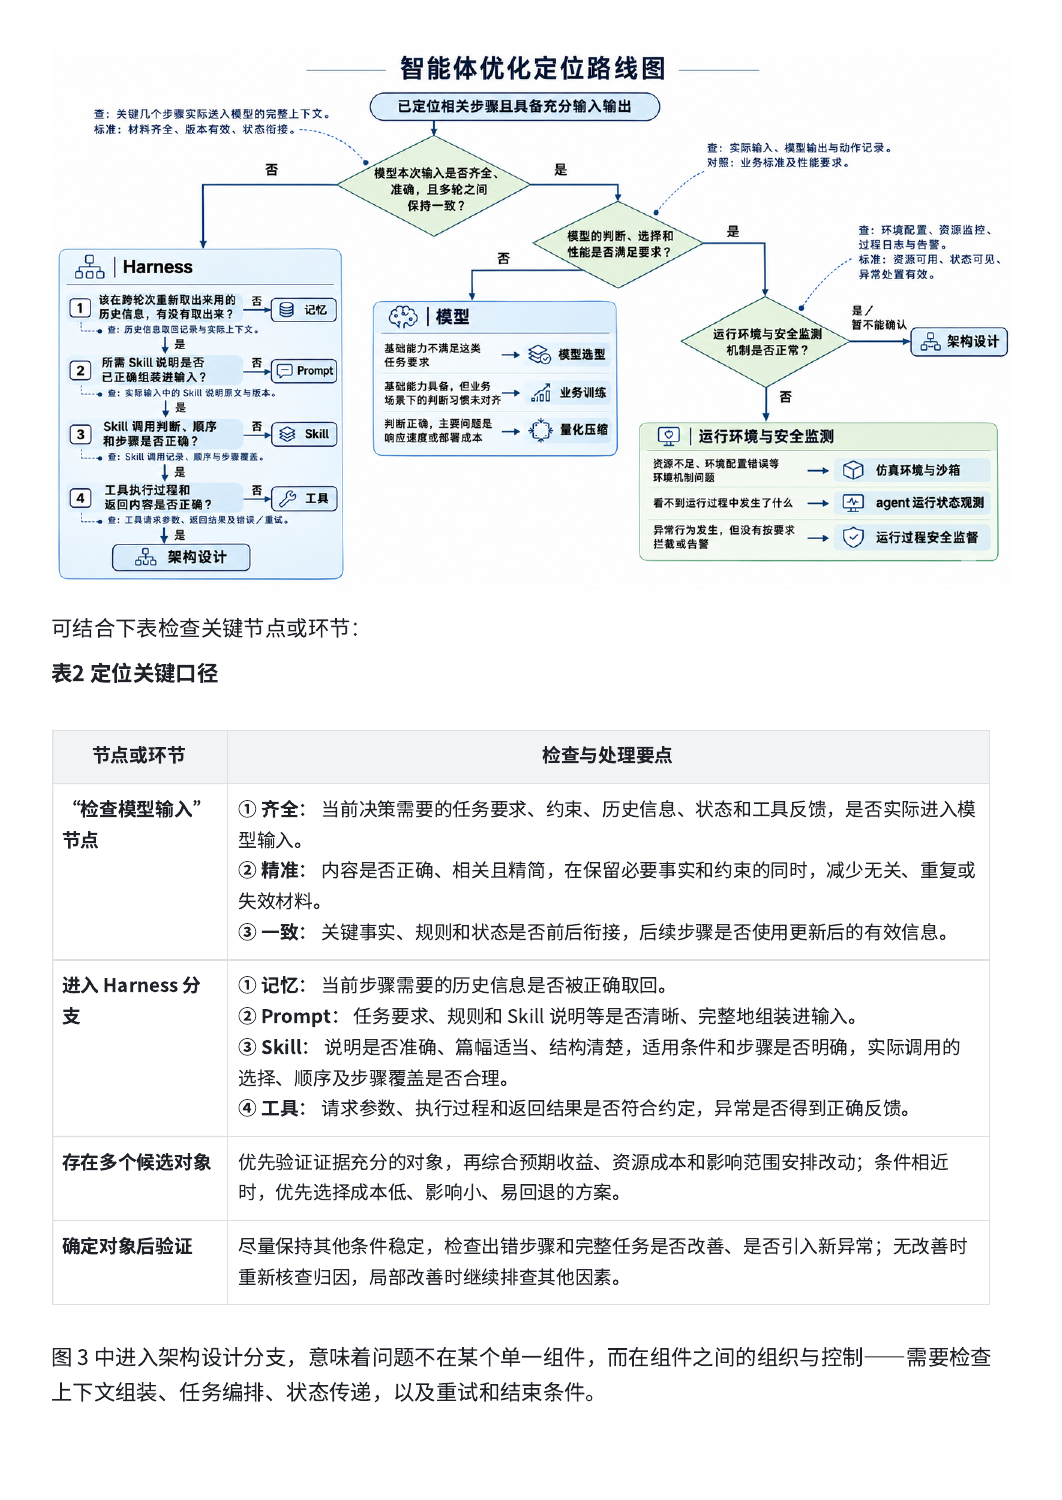 智能体优化定位路线图
已定位相关步骤且具备充分输入输出
查：关键几个步骤实际送入模型的完整上下文。
标准：材料齐全、版本有效、状态衔接。
模型本次输入是否齐全、
准确，且多轮之间
保持一致？
否
是
查：实际输入、模型输出与动作记录。
对照：业务标准及性能要求。
模型的判断、选择和
性能是否满足要求？
否
是
查：环境配置、资源监控、
过程日志与告警。
标准：资源可用、状态可见、
异常处置有效。
运行环境与安全监测
机制是否正常？
是／
暂不能确认
架构设计
否
Harness
1
该在跨轮次重新取出来用的
历史信息，有没有取出来？
否
记忆
查：历史信息取回记录与实际上下文。
是
2
所需 Skill 说明是否
已正确组装进输入？
否
Prompt
查：实际输入中的 Skill 说明原文与版本。
是
3
Skill 调用判断、顺序
和步骤是否正确？
否
Skill
查：Skill 调用记录、顺序与步骤覆盖。
是
4
工具执行过程和
返回内容是否正确？
否
工具
查：工具请求参数、返回结果及错误／重试。
是
架构设计
模型
基础能力不满足这类
任务要求
模型选型
基础能力具备，但业务
场景下的判断习惯未对齐
业务训练
判断正确，主要问题是
响应速度或部署成本
量化压缩
运行环境与安全监测
资源不足、环境配置错误等
环境机制问题
仿真环境与沙箱
看不到运行过程中发生了什么
agent 运行状态观测
异常行为发生，但没有按要求
拦截或告警
运行过程安全监督
可结合下表检查关键节点或环节：
表2 定位关键口径
节点或环节
检查与处理要点
“检查模型输入”
节点
① 齐全： 当前决策需要的任务要求、约束、历史信息、状态和工具反馈，是否实际进入模
型输入。
② 精准： 内容是否正确、相关且精简，在保留必要事实和约束的同时，减少无关、重复或
失效材料。
③ 一致： 关键事实、规则和状态是否前后衔接，后续步骤是否使用更新后的有效信息。
进入 Harness 分
支
① 记忆： 当前步骤需要的历史信息是否被正确取回。
② Prompt： 任务要求、规则和 Skill 说明等是否清晰、完整地组装进输入。
③ Skill： 说明是否准确、篇幅适当、结构清楚，适用条件和步骤是否明确，实际调用的
选择、顺序及步骤覆盖是否合理。
④ 工具： 请求参数、执行过程和返回结果是否符合约定，异常是否得到正确反馈。
存在多个候选对象
优先验证证据充分的对象，再综合预期收益、资源成本和影响范围安排改动；条件相近
时，优先选择成本低、影响小、易回退的方案。
确定对象后验证
尽量保持其他条件稳定，检查出错步骤和完整任务是否改善、是否引入新异常；无改善时
重新核查归因，局部改善时继续排查其他因素。
图 3 中进入架构设计分支，意味着问题不在某个单一组件，而在组件之间的组织与控制——需要检查
上下文组装、任务编排、状态传递，以及重试和结束条件。